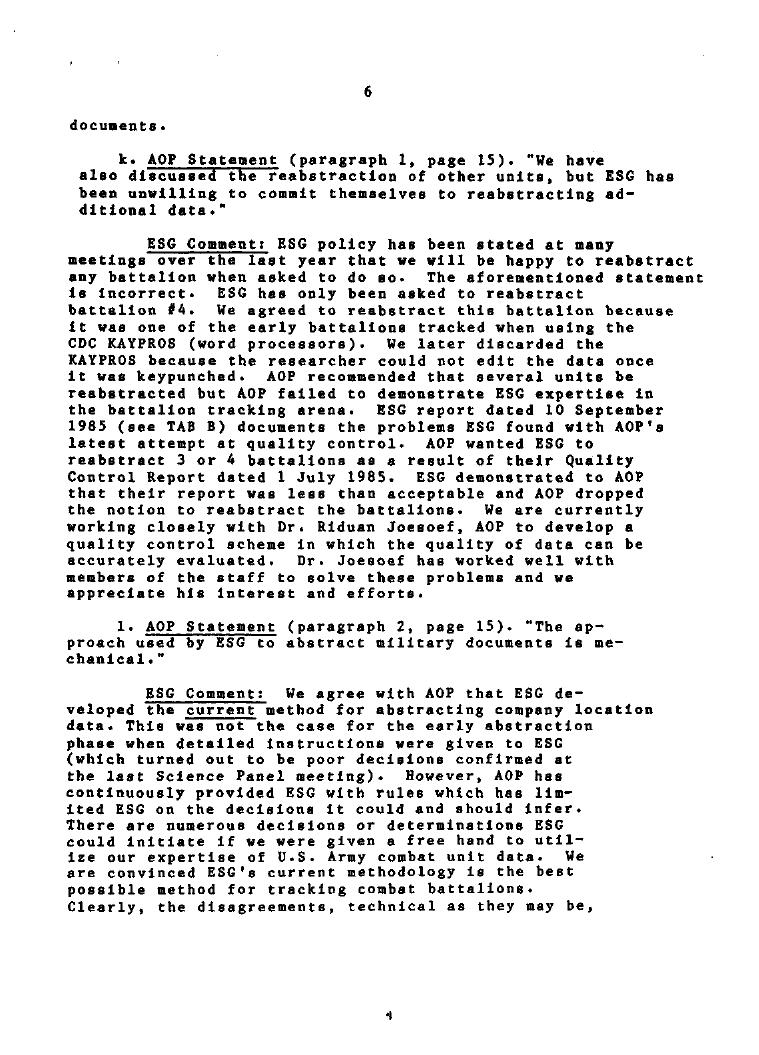 6
documents.
k. AOP Statement (paragraph 1, page 15). "We have
also discussed the reabstraction of other units, but ESG has
been unwilling to commit themselves to reabstracting ad-
ditional data."
ESG Comment: ESG policy has been stated at many
meetings over the last year that we will be happy to reabstract
any battalion when asked to do so. The aforementioned statement
is incorrect. ESG has only been asked to reabstract
battalion #4. We agreed to reabstract this battalion because
it was one of the early battalions tracked when using the
CDC KAYPROS (word processors). We later discarded the
KAYPROS because the researcher could not edit the data once
it was keypunched. AOP recommended that several units be
reabstracted but AOP failed to demonstrate ESG expertise in
the battalion tracking arena. ESG report dated 10 September
1985 (see TAB B) documents the problems ESG found with AOP's
latest attempt at quality control. AOP wanted ESG to
reabstract 3 or 4 battalions as a result of their Quality
Control Report dated 1 July 1985. ESG demonstrated to AOP
that their report was less than acceptable and AOP dropped
the notion to reabstract the battalions. We are currently
working closely with Dr. Riduan Joesoef, AOP to develop a
quality control scheme in which the quality of data can be
accurately evaluated. Dr. Joesoef has worked well with
members of the staff to solve these problems and we
appreciate his interest and efforts.
l. AOP Statement (paragraph 2, page 15). "The ap-
proach used by ESG to abstract military documents is me-
chanical."
ESG Comment: We agree with AOP that ESG de-
veloped the current method for abstracting company location
data. This was not the case for the early abstraction
phase when detailed instructions were given to ESG
(which turned out to be poor decisions confirmed at
the last Science Panel meeting). However, AOP has
continuously provided ESG with rules which has lim-
ited ESG on the decisions it could and should infer.
There are numerous decisions or determinations ESG
could initiate if we were given a free hand to util-
ize our expertise of U.S. Army combat unit data. We
are convinced ESG's current methodology is the best
possible method for tracking combat battalions.
Clearly, the disagreements, technical as they may be,